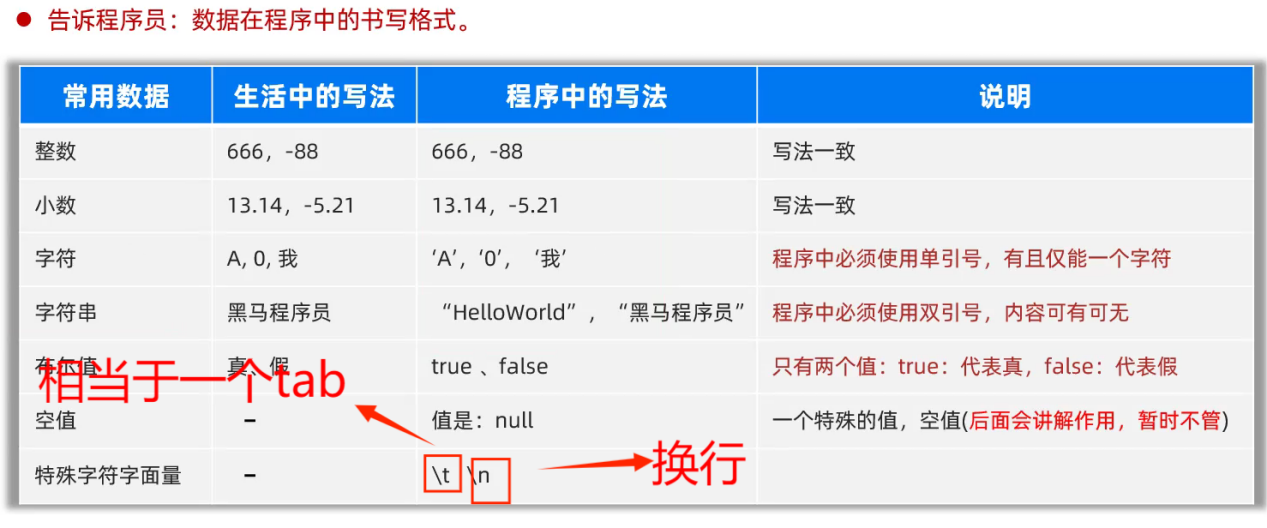 ● 告诉程序员：数据在程序中的书写格式。
常用数据 生活中的写法 程序中的写法 说明
整数 666，-88 666，-88 写法一致
小数 13.14，-5.21 13.14，-5.21 写法一致
字符 A, 0, 我 ‘A’，‘0’， ‘我’ 程序中必须使用单引号，有且仅能一个字符
字符串 黑马程序员 “HelloWorld”，“黑马程序员” 程序中必须使用双引号，内容可有可无
布尔值 真、假 true 、false 只有两个值：true：代表真，false：代表假
相当于一个tab
空值 – 值是：null 一个特殊的值，空值(后面会讲解作用，暂时不管)
特殊字符字面量 – \t \n 换行